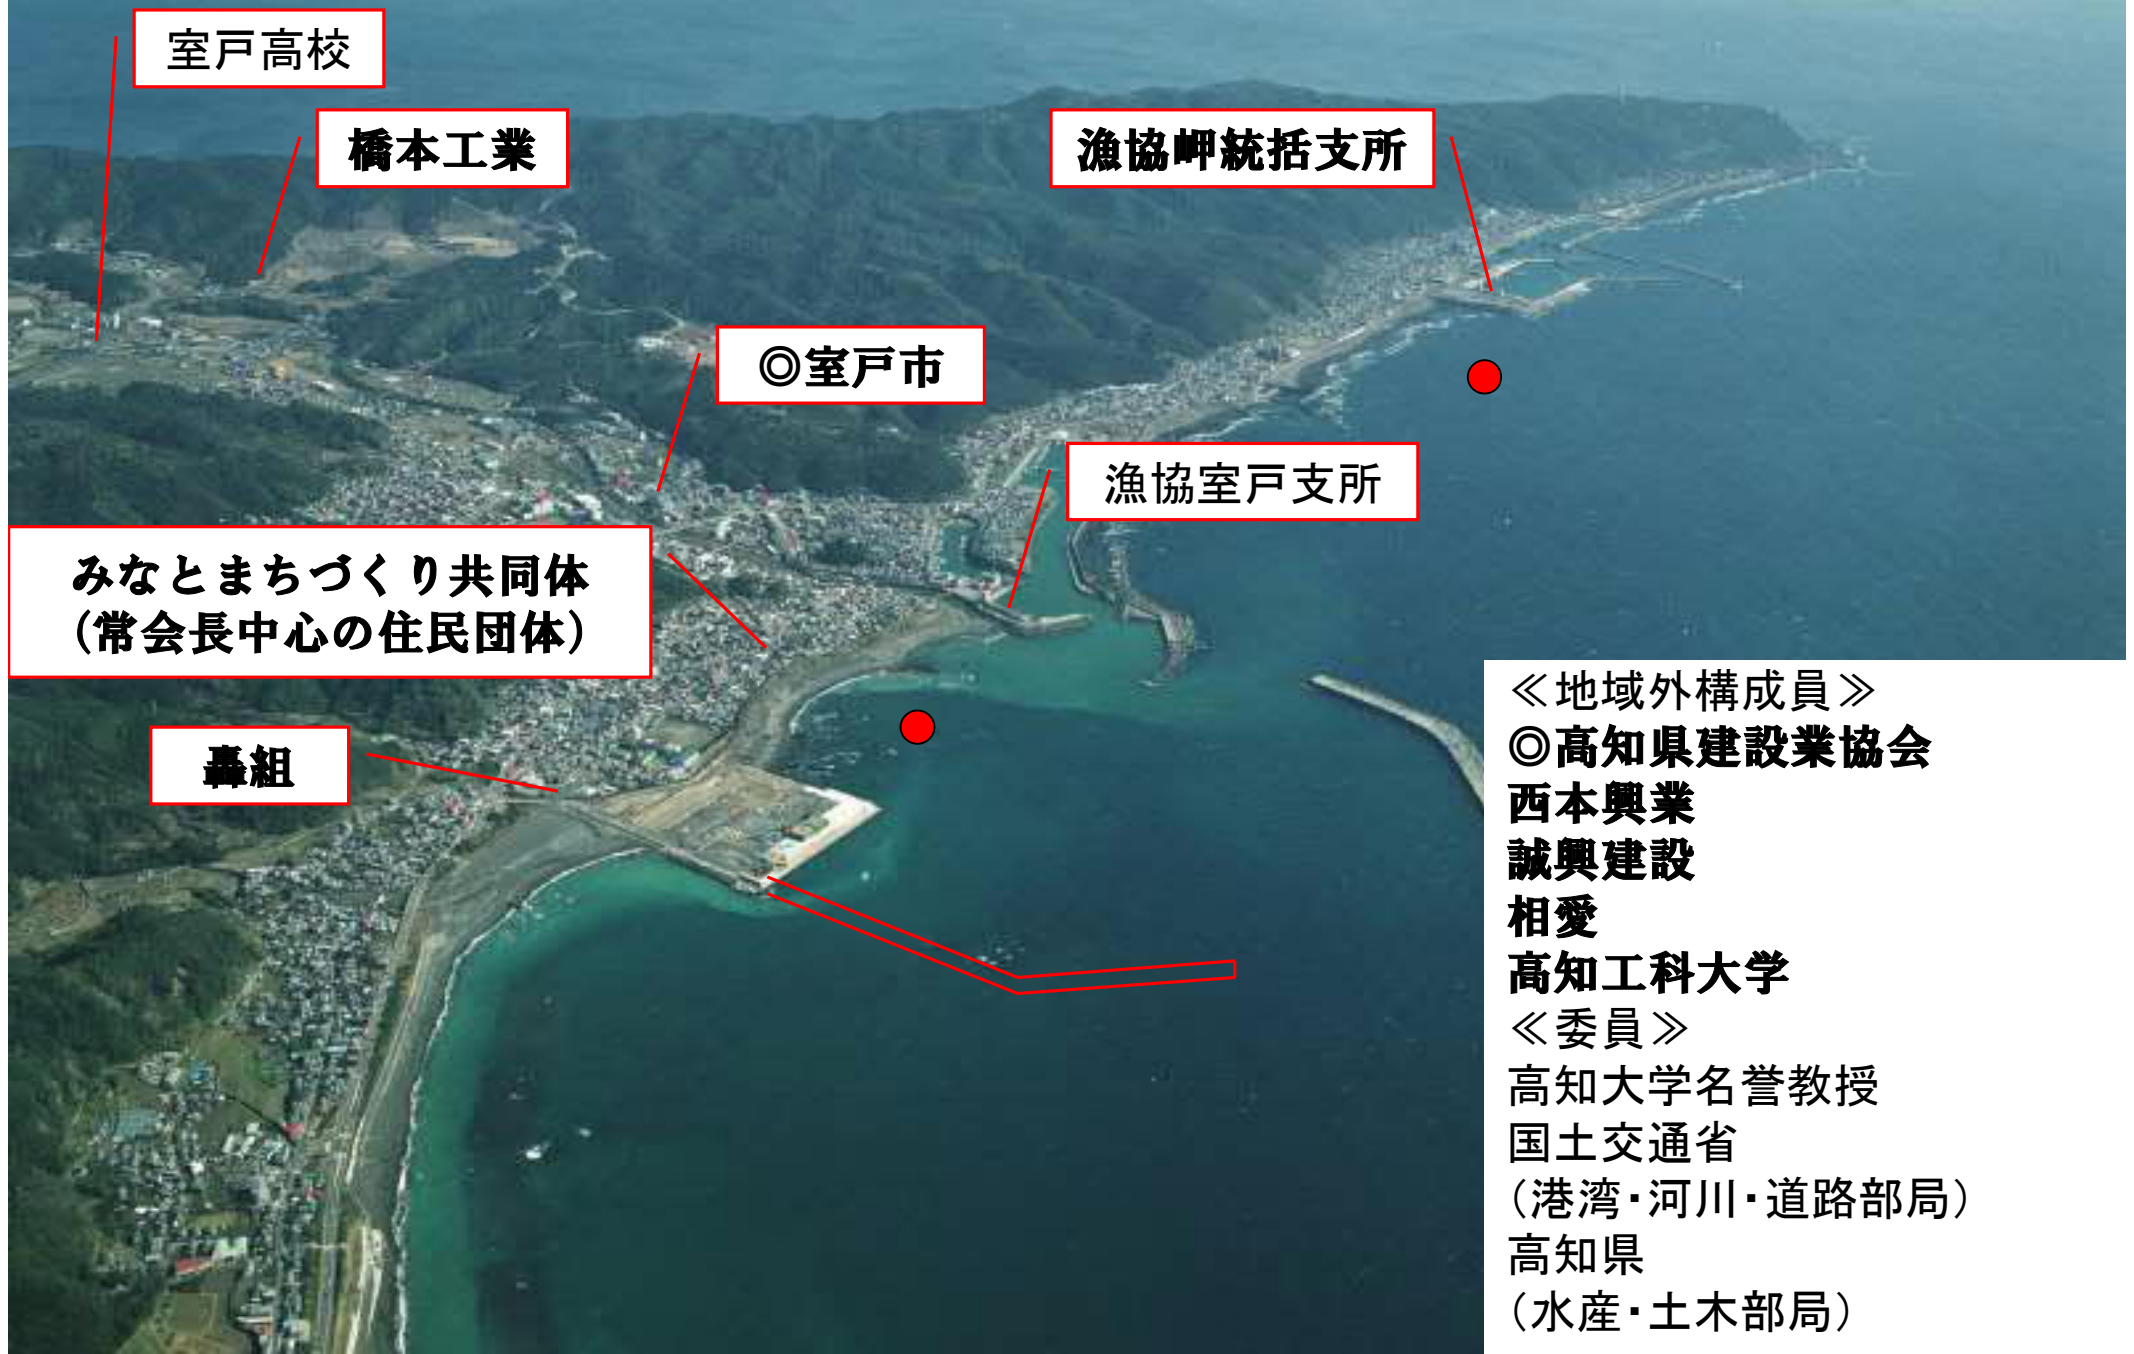 室戸高校
橋本工業
漁協岬統括支所
◎室戸市
漁協室戸支所
みなとまちづくり共同体
（常会長中心の住民団体）
轟組
≪地域外構成員≫
◎高知県建設業協会
西本興業
誠興建設
相愛
高知工科大学
≪委員≫
高知大学名誉教授
国土交通省
（港湾・河川・道路部局）
高知県
（水産・土木部局）